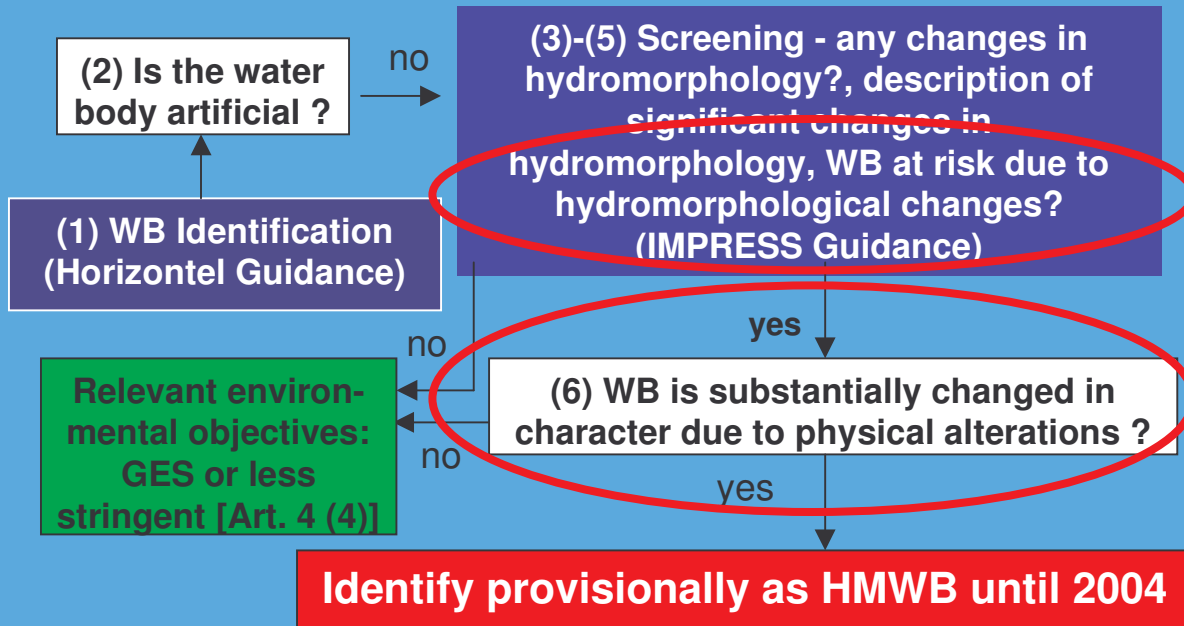 (2) Is the water
body artificial ?
no
(3)-(5) Screening - any changes in
hydromorphology?, description of
significant changes in
hydromorphology, WB at risk due to
hydromorphological changes?
(IMPRESS Guidance)
(1) WB Identification
(Horizontel Guidance)
yes
no
(6) WB is substantially changed in
character due to physical alterations ?
no
yes
Relevant environ-
mental objectives:
GES or less
stringent [Art. 4 (4)]
Identify provisionally as HMWB until 2004